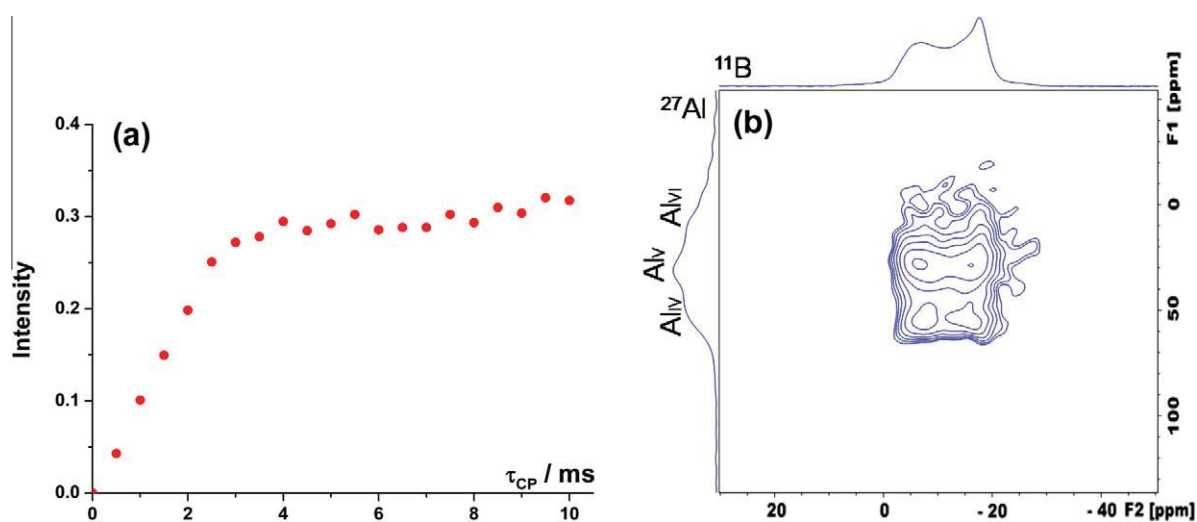 (a)
Intensity
0.4
0.3
0.2
0.1
0.0
0 2 4 6 8 10
τCP / ms
¹¹B
²⁷Al
(b)
AlVI
AlV
AlIV
F1 [ppm]
0
50
100
20 0 - 20 - 40 F2 [ppm]